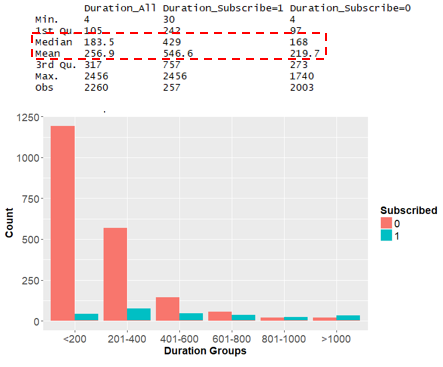 Duration_All Duration_Subscribe=1 Duration_Subscribe=0
Min. 4 30 4
1st Qu. 105 242 97
Median 183.5 429 168
Mean 256.9 546.6 219.7
3rd Qu. 317 757 273
Max. 2456 2456 1740
Obs 2260 257 2003
1250
1000
750
500
250
0
Count
<200 201-400 401-600 601-800 801-1000 >1000
Duration Groups
Subscribed
0
1